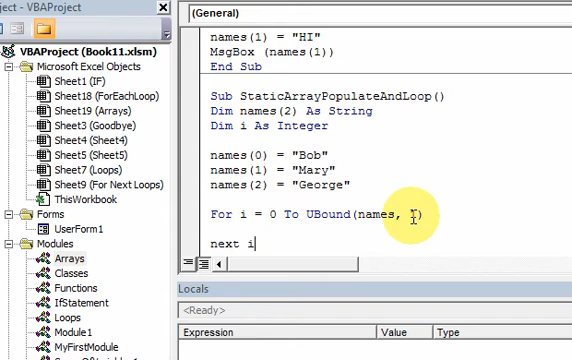 ject - VBAProject
VBAProject (Book11.xlsm)
Microsoft Excel Objects
Sheet1 (IF)
Sheet18 (ForEachLoop)
Sheet19 (Arrays)
Sheet3 (Goodbye)
Sheet4 (Sheet4)
Sheet5 (Sheet5)
Sheet7 (Loops)
Sheet9 (For Next Loops)
ThisWorkbook
Forms
UserForm1
Modules
Arrays
Classes
Functions
IfStatement
Loops
Module1
MyFirstModule
(General)
names(1) = "HI"
MsgBox (names(1))
End Sub
Sub StaticArrayPopulateAndLoop()
Dim names(2) As String
Dim i As Integer
names(0) = "Bob"
names(1) = "Mary"
names(2) = "George"
For i = 0 To UBound(names, )
next i
Locals
<Ready>
Expression Value Type